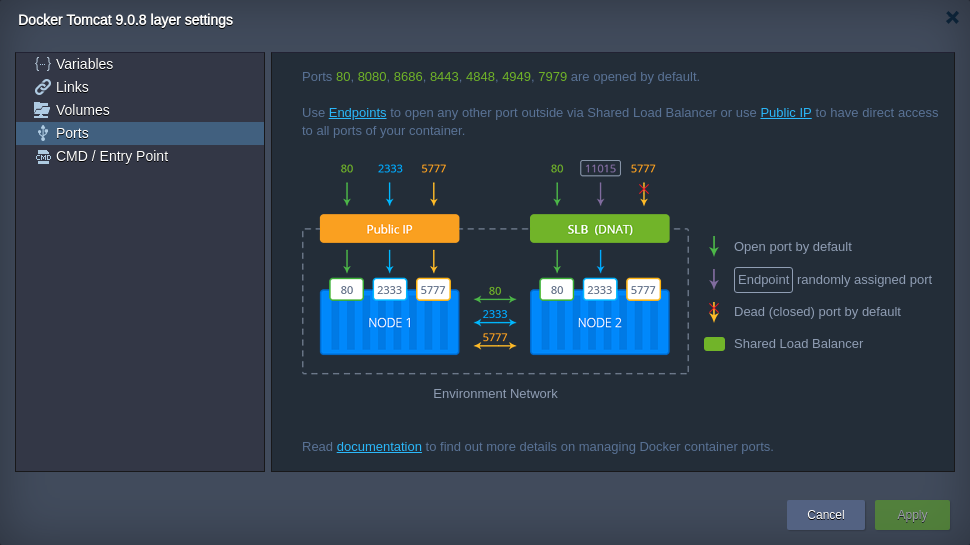 Docker Tomcat 9.0.8 layer settings
Variables
Links
Volumes
Ports
CMD
CMD / Entry Point
Ports 80, 8080, 8686, 8443, 4848, 4949, 7979 are opened by default.
Use Endpoints to open any other port outside via Shared Load Balancer or use Public IP to have direct access
to all ports of your container.
80 2333 5777
80 11015 5777
Public IP
SLB (DNAT)
80 2333 5777
NODE 1
80
2333
5777
80 2333 5777
NODE 2
Environment Network
Open port by default
Endpoint randomly assigned port
Dead (closed) port by default
Shared Load Balancer
Read documentation to find out more details on managing Docker container ports.
Cancel
Apply